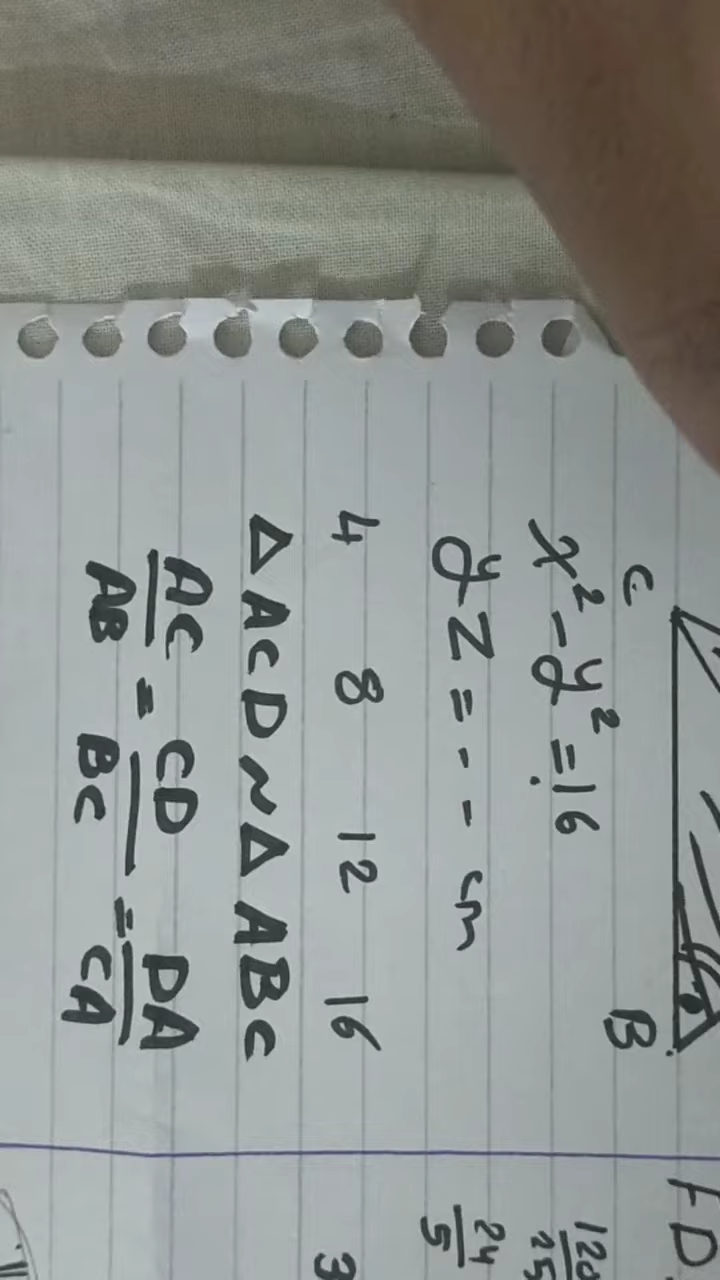 C B
x² - y² = 16
yz = - - cm
4 8 12 16
△ ACD ~ △ ABC
AC/AB = CD/BC = DA/CA
120/25
24/5
3